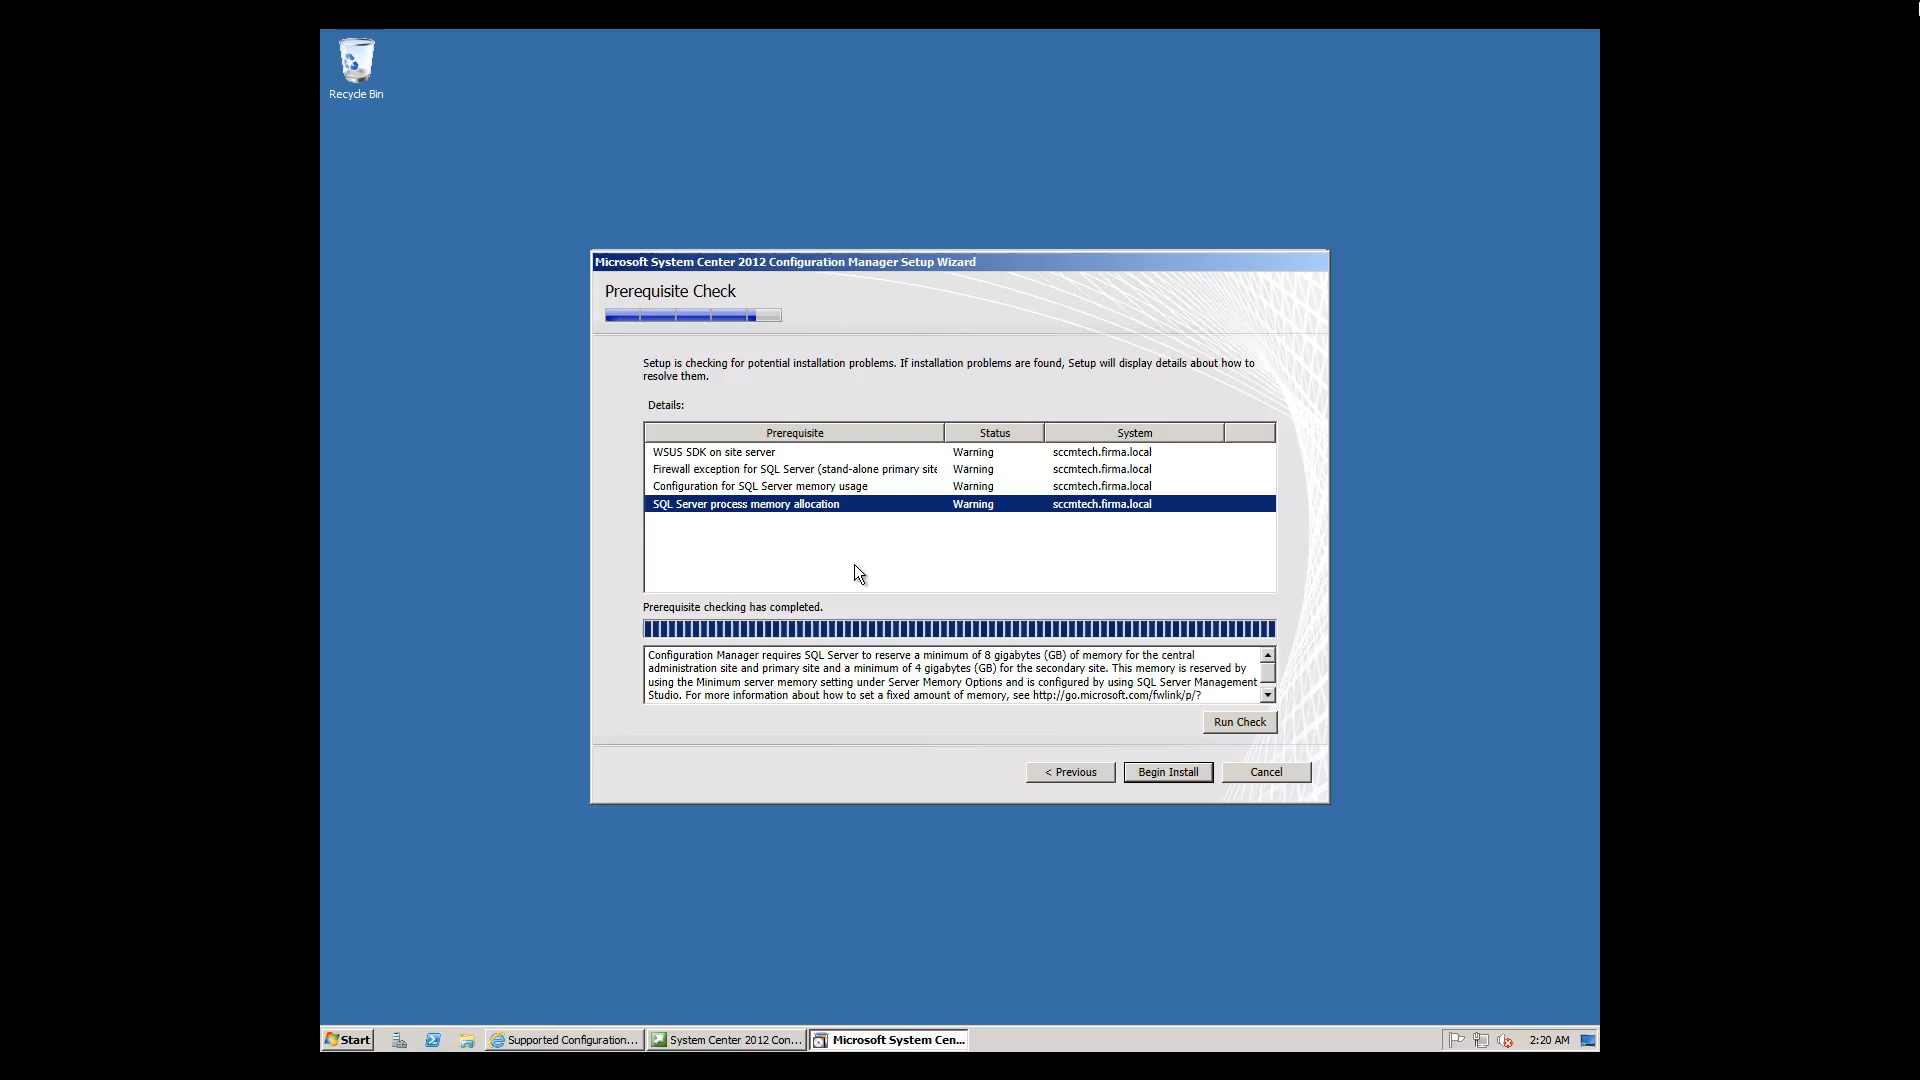 Recycle Bin
Microsoft System Center 2012 Configuration Manager Setup Wizard
Prerequisite Check
Setup is checking for potential installation problems. If installation problems are found, Setup will display details about how to
resolve them.
Details:
Prerequisite Status System
WSUS SDK on site server Warning sccmtech.firma.local
Firewall exception for SQL Server (stand-alone primary site Warning sccmtech.firma.local
Configuration for SQL Server memory usage Warning sccmtech.firma.local
SQL Server process memory allocation Warning sccmtech.firma.local
Prerequisite checking has completed.
Configuration Manager requires SQL Server to reserve a minimum of 8 gigabytes (GB) of memory for the central
administration site and primary site and a minimum of 4 gigabytes (GB) for the secondary site. This memory is reserved by
using the Minimum server memory setting under Server Memory Options and is configured by using SQL Server Management
Studio. For more information about how to set a fixed amount of memory, see http://go.microsoft.com/fwlink/p/?
Run Check
< Previous Begin Install Cancel
Start Supported Configuration... System Center 2012 Con... Microsoft System Cen... 2:20 AM